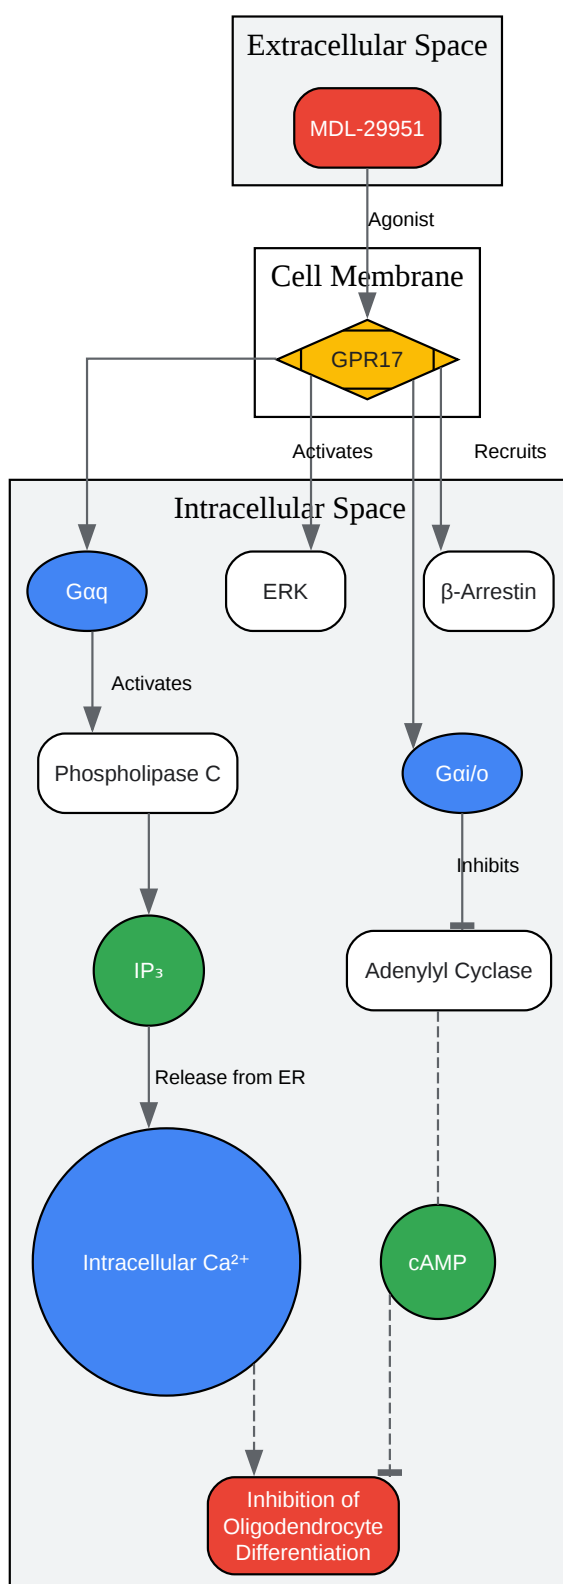 Extracellular Space
MDL-29951
Agonist
Cell Membrane
GPR17
Activates
Recruits
Intracellular Space
Gαq
ERK
β-Arrestin
Activates
Phospholipase C
Gαi/o
Inhibits
IP₃
Adenylyl Cyclase
Release from ER
Intracellular Ca²⁺
cAMP
Inhibition of
Oligodendrocyte
Differentiation